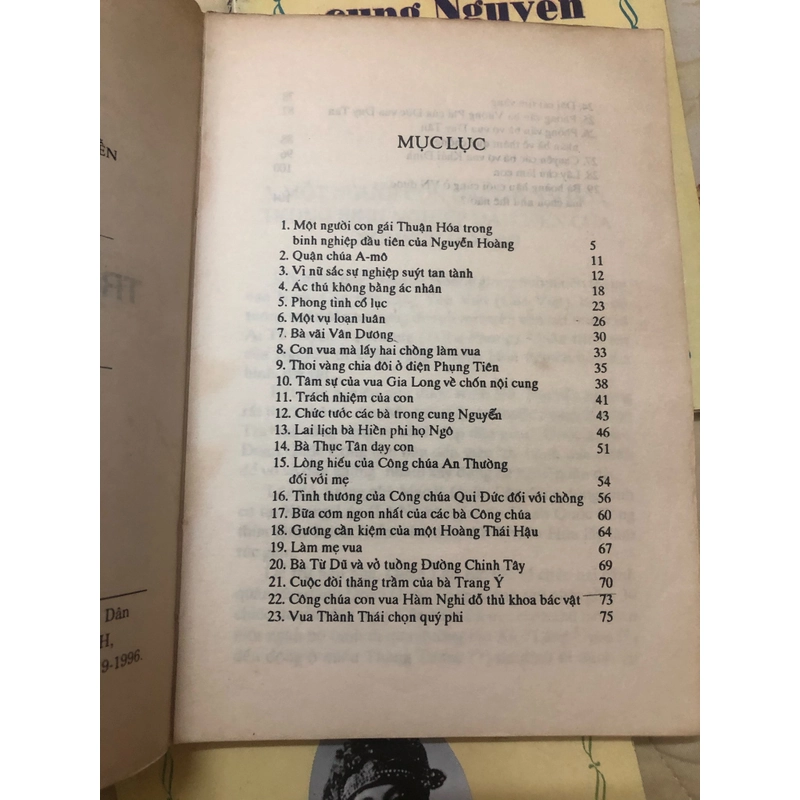 cung Nguyễn
MỤC LỤC
1. Một người con gái Thuận Hóa trong
binh nghiệp đầu tiên của Nguyễn Hoàng 5
2. Quận chúa A-mô 11
3. Vì nữ sắc sự nghiệp suýt tan tành 12
4. Ác thú không bằng ác nhân 18
5. Phong tình cổ lục 23
6. Một vụ loạn luân 26
7. Bà vãi Vân Dương 30
8. Con vua mà lấy hai chồng làm vua 33
9. Thoi vàng chia đôi ở điện Phụng Tiên 35
10. Tâm sự của vua Gia Long về chốn nội cung 38
11. Trách nhiệm của con 41
12. Chức tước các bà trong cung Nguyễn 43
13. Lai lịch bà Hiền phi họ Ngô 46
14. Bà Thục Tân dạy con 51
15. Lòng hiếu của Công chúa An Thường
đối với mẹ 54
16. Tình thương của Công chúa Qui Đức đối với chồng 56
17. Bữa cơm ngon nhất của các bà Công chúa 60
18. Gương cần kiệm của một Hoàng Thái Hậu 64
19. Làm mẹ vua 67
20. Bà Từ Dũ và vở tuồng Đường Chinh Tây 69
21. Cuộc đời thăng trầm của bà Trang Ý 70
22. Công chúa con vua Hàm Nghi đỗ thủ khoa bác vật 73
23. Vua Thành Thái chọn quý phi 75
Dân
H,
9-1996.